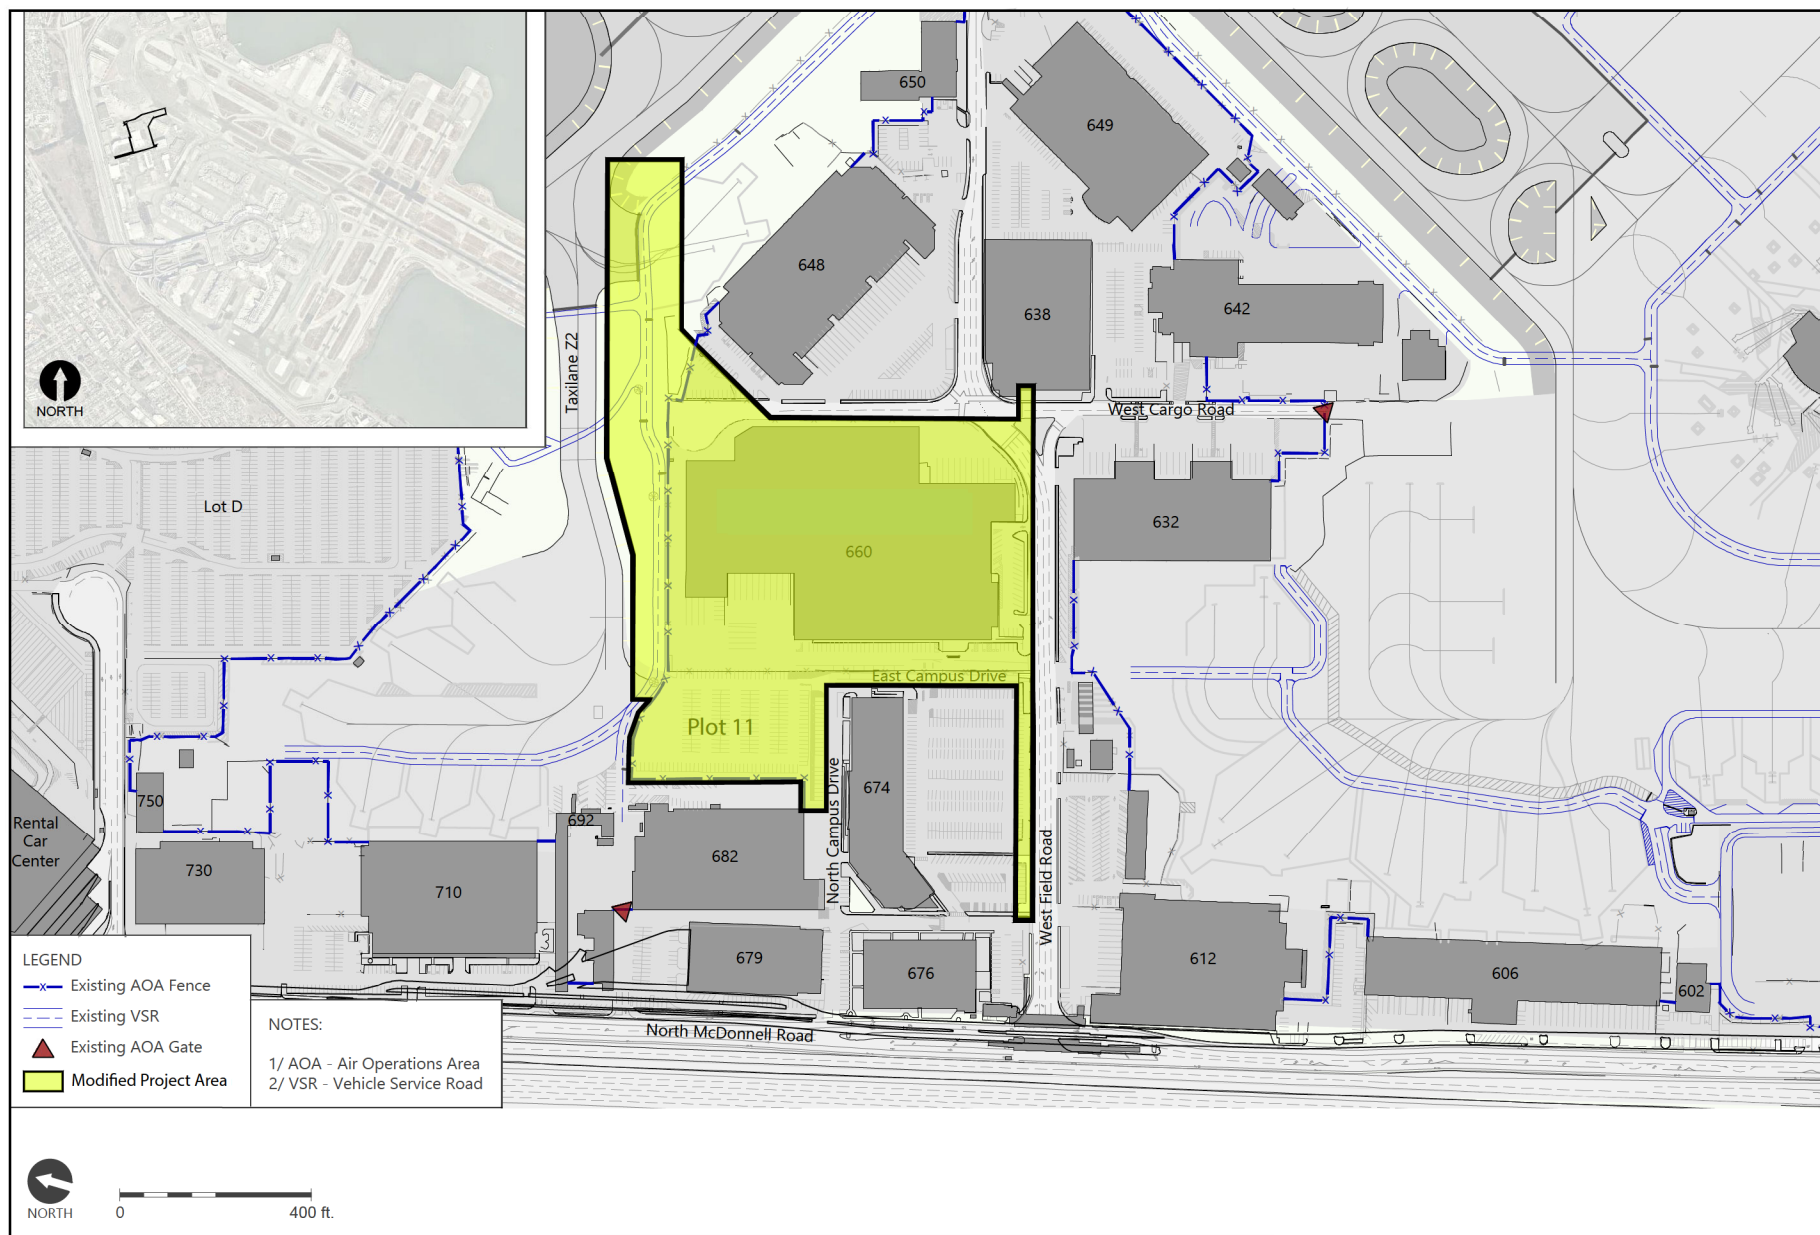 NORTH
650
649
648
638
642
Taxilane Z2
West Cargo Road
Lot D
632
660
East Campus Drive
Plot 11
North Campus Drive
674
750
692
Rental
Car
Center
682
730
710
West Field Road
679
676
612
606
602
North McDonnell Road
LEGEND
Existing AOA Fence
Existing VSR
Existing AOA Gate
Modified Project Area
NOTES:
1/ AOA - Air Operations Area
2/ VSR - Vehicle Service Road
NORTH
0
400 ft.